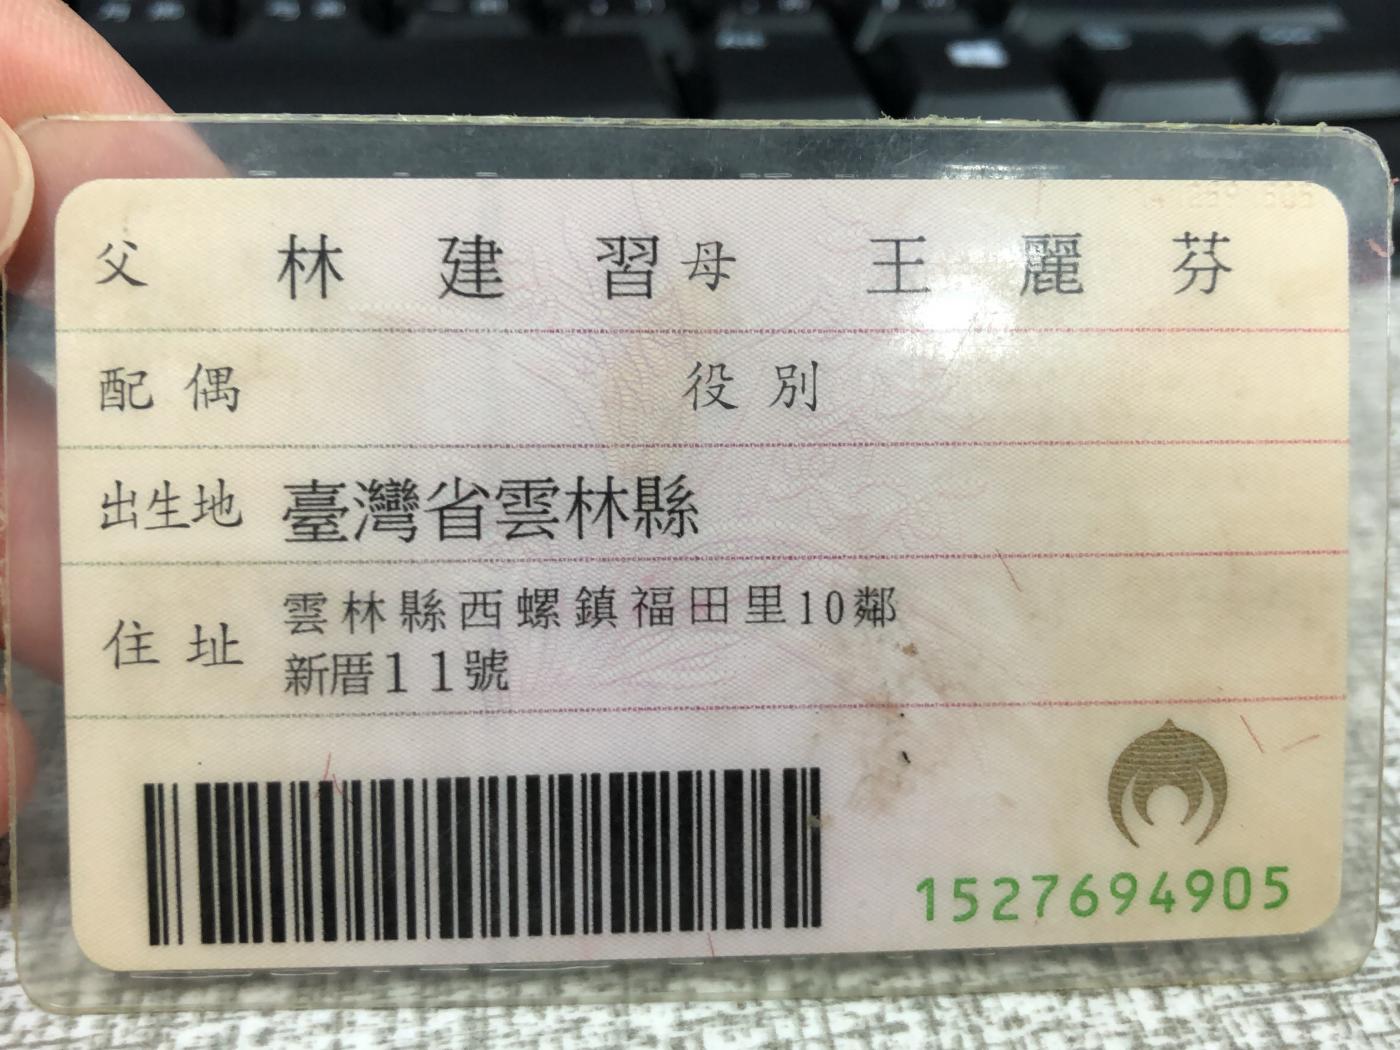 父 林建習 母 王麗芬
配偶 役別
出生地 臺灣省雲林縣
住址 雲林縣西螺鎮福田里10鄰
新厝11號
1527694905